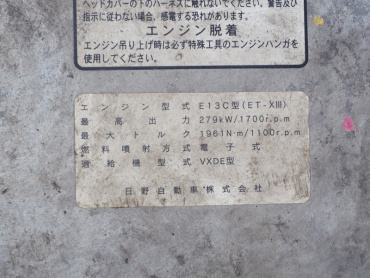 ヘッドカバーの下のハーネスに触れないでください。警告及び
指示に従わない場合、感電する恐れがあります。
エンジン脱着
エンジン吊り上げ時は必ず特殊工具のエンジンハンガを
使用してください。
エンジン型式 E13C型(ET-XⅢ)
最高出力 279kW/1700r.p.m
最大トルク 1961N·m/1100r.p.m
燃料噴射方式 電子式
過給機型式 VXDE型
日野自動車株式会社